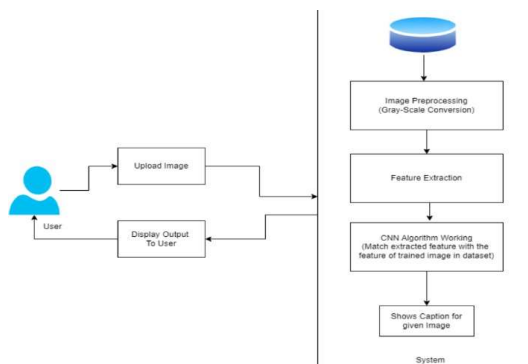 Upload Image
User
Display Output
To User
Image Preprocessing
(Gray-Scale Conversion)
Feature Extraction
CNN Algorithm Working
(Match extracted feature with the
feature of trained image in dataset)
Shows Caption for
given Image
System